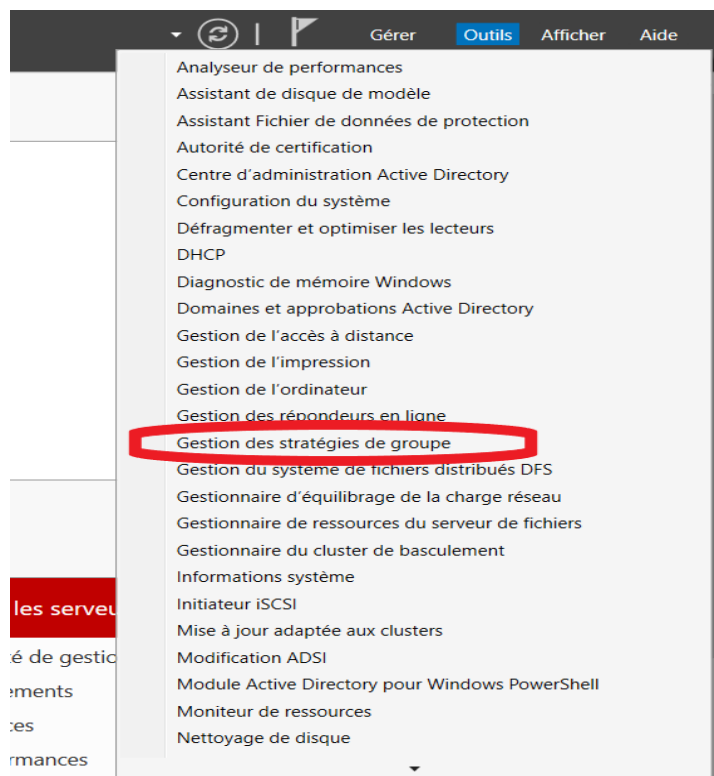 Gérer Outils Afficher Aide
Analyseur de performances
Assistant de disque de modèle
Assistant Fichier de données de protection
Autorité de certification
Centre d'administration Active Directory
Configuration du système
Défragmenter et optimiser les lecteurs
DHCP
Diagnostic de mémoire Windows
Domaines et approbations Active Directory
Gestion de l'accès à distance
Gestion de l'impression
Gestion de l'ordinateur
Gestion des répondeurs en ligne
Gestion des stratégies de groupe
Gestion du système de fichiers distribués DFS
Gestionnaire d'équilibrage de la charge réseau
Gestionnaire de ressources du serveur de fichiers
Gestionnaire du cluster de basculement
Informations système
Initiateur iSCSI
Mise à jour adaptée aux clusters
Modification ADSI
Module Active Directory pour Windows PowerShell
Moniteur de ressources
Nettoyage de disque
les serveu
é de gestio
ements
ces
rmances